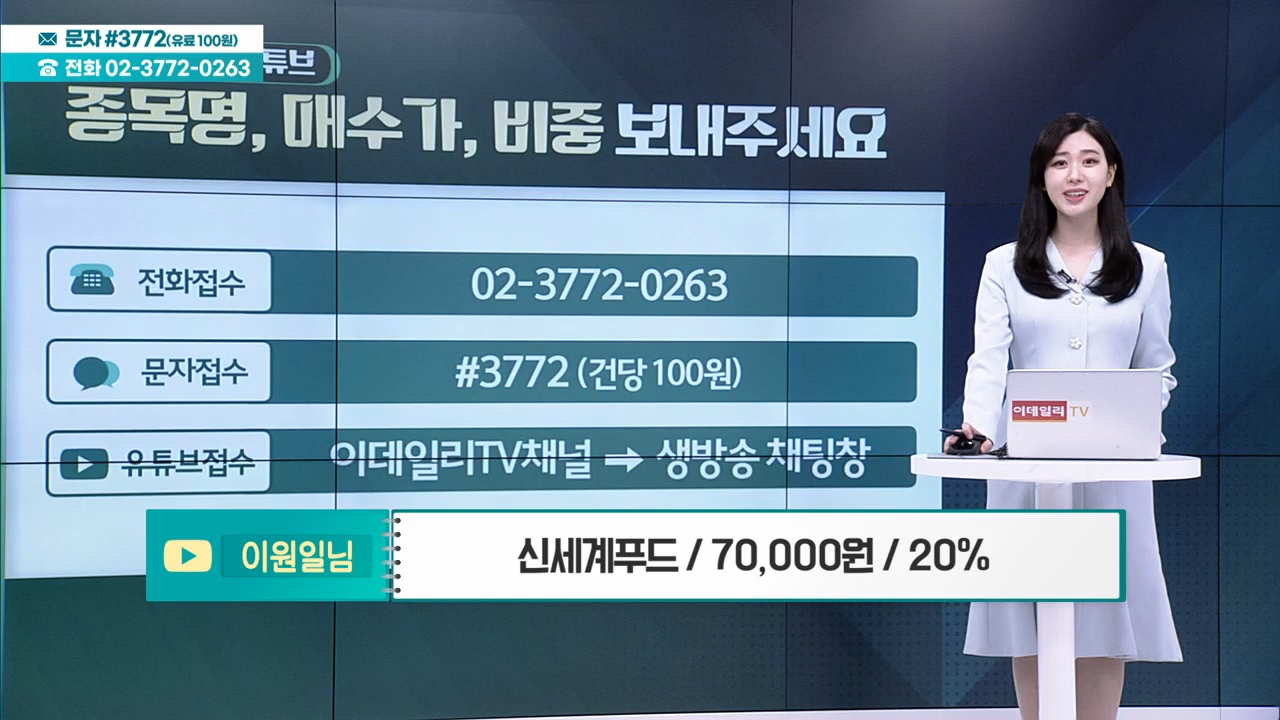 문자 #3772(유료 100원)
전화 02-3772-0263
튜브
종목명, 매수가, 비중 보내주세요
전화접수 02-3772-0263
문자접수 #3772 (건당 100원)
유튜브접수 이데일리TV채널 → 생방송 채팅창
이데일리 TV
이원일님 신세계푸드 / 70,000원 / 20%